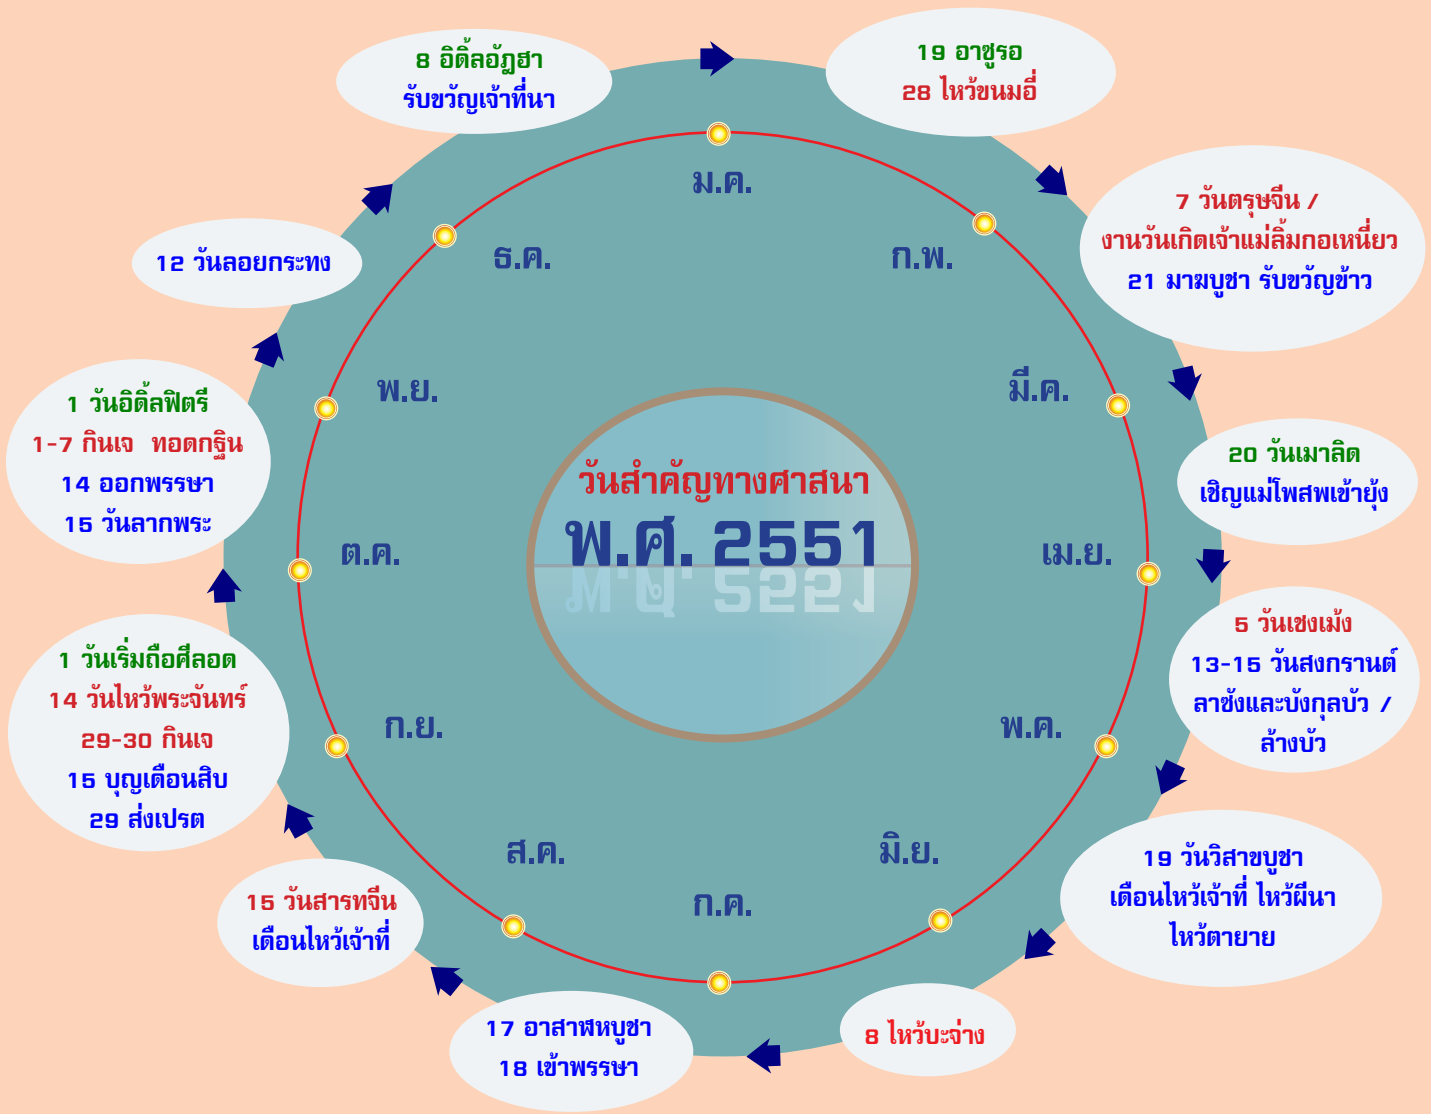 วันสำคัญทางศาสนา
พ.ศ. 2551
ม.ค.
19 อาซูรอ
28 ไหว้ขนมอี๋
ก.พ.
7 วันตรุษจีน /
งานวันเกิดเจ้าแม่ลิ้มกอเหนี่ยว
21 มาฆบูชา รับขวัญข้าว
มี.ค.
20 วันเมาลิด
เชิญแม่โพสพเข้ายุ้ง
เม.ย.
5 วันเชงเม้ง
13-15 วันสงกรานต์
ลาซังและบังกุลบัว /
ล้างบัว
พ.ค.
19 วันวิสาขบูชา
เดือนไหว้เจ้าที่ ไหว้ผีนา
ไหว้ตายาย
มิ.ย.
8 ไหว้บะจ่าง
ก.ค.
17 อาสาฬหบูชา
18 เข้าพรรษา
ส.ค.
15 วันสารทจีน
เดือนไหว้เจ้าที่
ก.ย.
1 วันเริ่มถือศีลอด
14 วันไหว้พระจันทร์
29-30 กินเจ
15 บุญเดือนสิบ
29 ส่งเปรต
ต.ค.
1 วันอิดิ้ลฟิตรี
1-7 กินเจ ทอดกฐิน
14 ออกพรรษา
15 วันลากพระ
พ.ย.
12 วันลอยกระทง
ธ.ค.
8 อิดิ้ลอัฎฮา
รับขวัญเจ้าที่นา